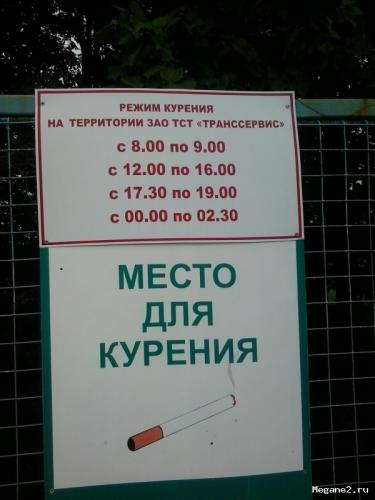 РЕЖИМ КУРЕНИЯ
НА ТЕРРИТОРИИ ЗАО ТСТ «ТРАНССЕРВИС»
с 8.00 по 9.00
с 12.00 по 16.00
с 17.30 по 19.00
с 00.00 по 02.30
МЕСТО
ДЛЯ
КУРЕНИЯ
Megane2.ru